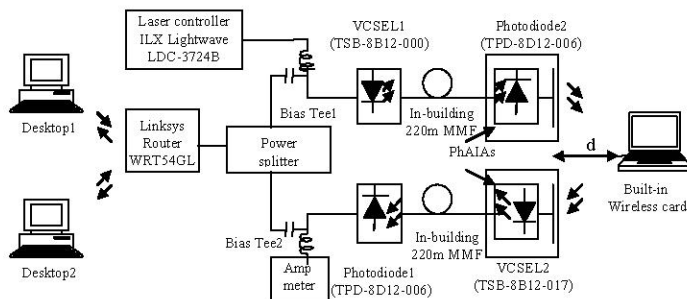 Laser controller
ILX Lightwave
LDC-3724B
VCSEL1
(TSB-8B12-000)
Photodiode2
(TPD-8D12-006)
Desktop1
Bias Tee1
In-building
220m MMF
Linksys
Router
WRT54GL
Power
splitter
PhAIAs
d
Built-in
Wireless card
Desktop2
Bias Tee2
In-building
220m MMF
Amp
meter
Photodiode1
(TPD-8D12-006)
VCSEL2
(TSB-8B12-017)